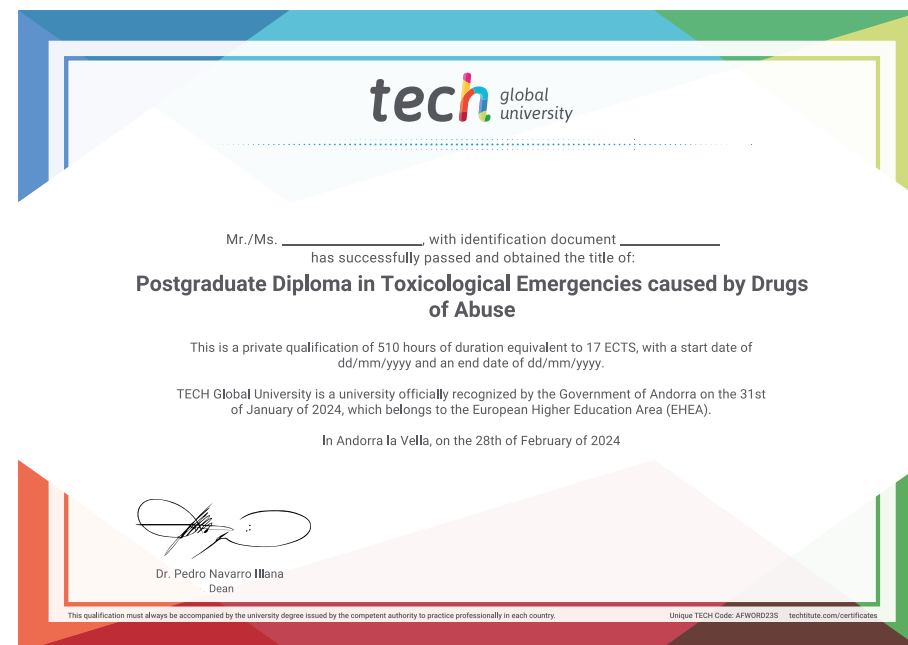 tech global
university
Mr./Ms. ____________, with identification document ____________
has successfully passed and obtained the title of:
Postgraduate Diploma in Toxicological Emergencies caused by Drugs
of Abuse
This is a private qualification of 510 hours of duration equivalent to 17 ECTS, with a start date of
dd/mm/yyyy and an end date of dd/mm/yyyy.
TECH Global University is a university officially recognized by the Government of Andorra on the 31st
of January of 2024, which belongs to the European Higher Education Area (EHEA).
In Andorra la Vella, on the 28th of February of 2024
Dr. Pedro Navarro Illana
Dean
This qualification must always be accompanied by the university degree issued by the competent authority to practice professionally in each country.
Unique TECH Code: AFWORD23S techtitute.com/certificates